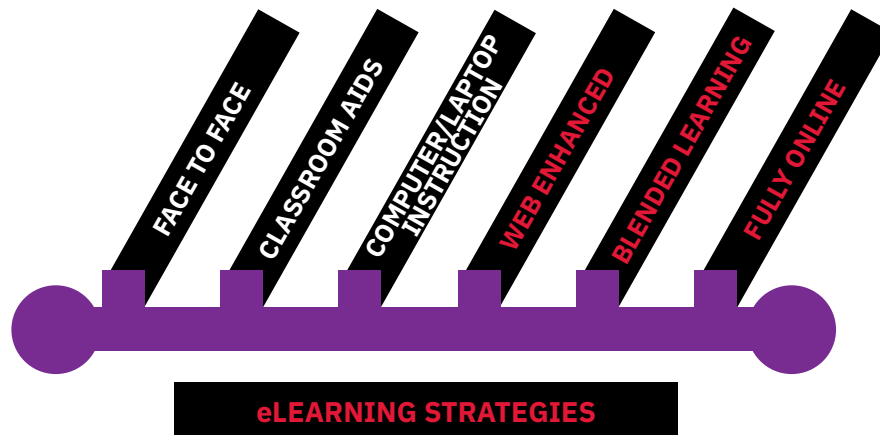 FACE TO FACE
CLASSROOM AIDS
COMPUTER/LAPTOP
INSTRUCTION
WEB ENHANCED
BLENDED LEARNING
FULLY ONLINE
eLEARNING STRATEGIES